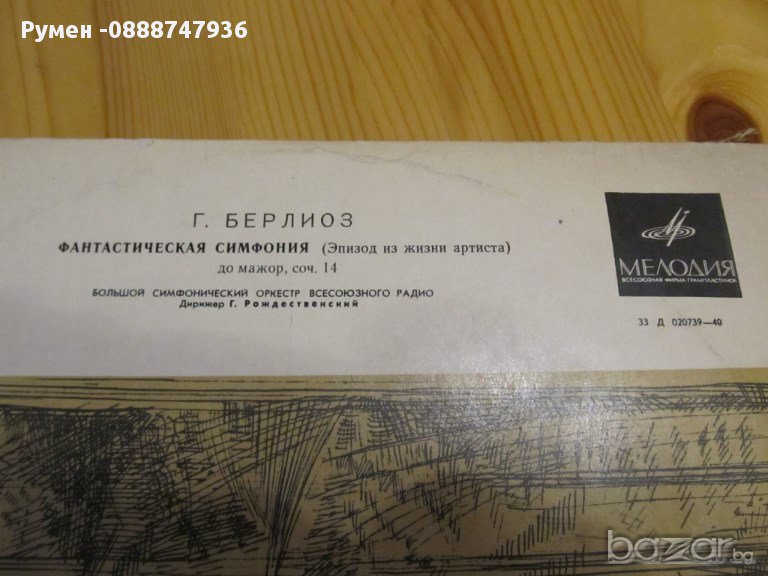 Румен -0888747936
Г. БЕРЛИОЗ
ФАНТАСТИЧЕСКАЯ СИМФОНИЯ (Эпизод из жизни артиста)
до мажор, соч. 14
БОЛЬШОЙ СИМФОНИЧЕСКИЙ ОРКЕСТР ВСЕСОЮЗНОГО РАДИО
Дирижер Г. Рождественский
МЕЛОДИЯ
ВСЕСОЮЗНАЯ ФИРМА ГРАМПЛАСТИНОК
33 Д 020739—40
bazar.bg